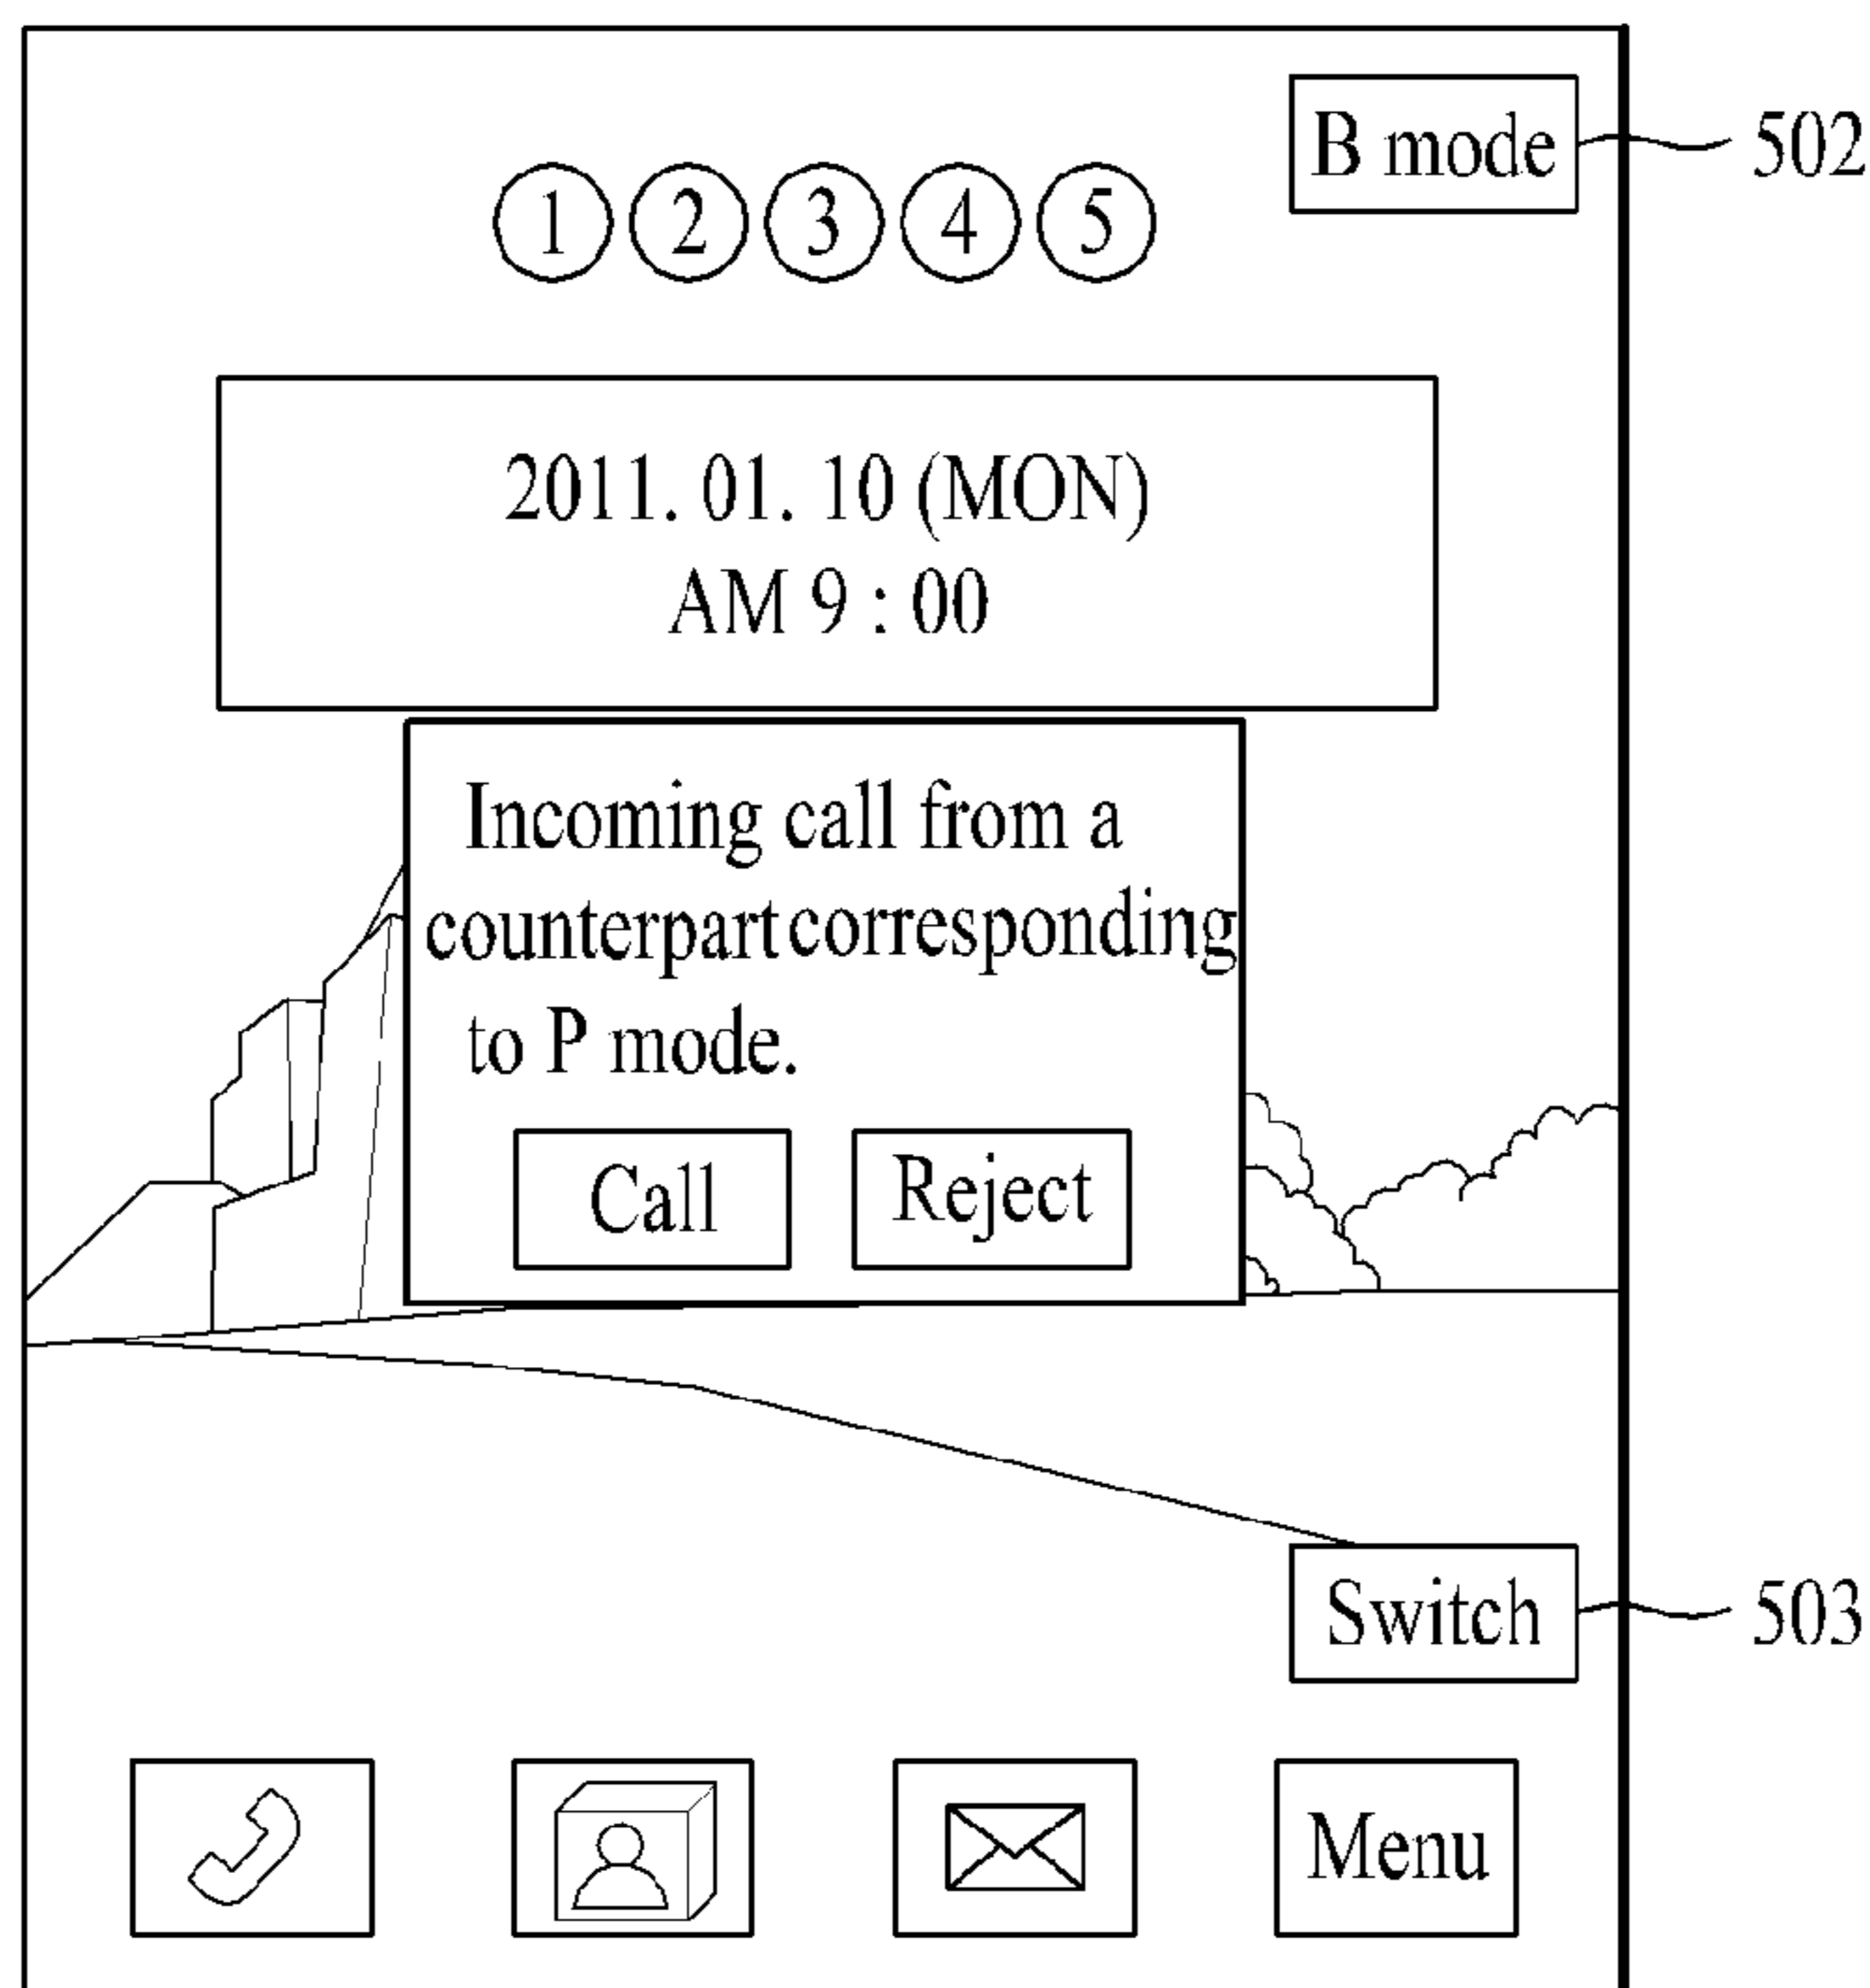 B mode
502
1 2 3 4 5
2011. 01. 10 (MON)
AM 9 : 00
Incoming call from a
counterpart corresponding
to P mode.
Call Reject
Switch
503
Menu